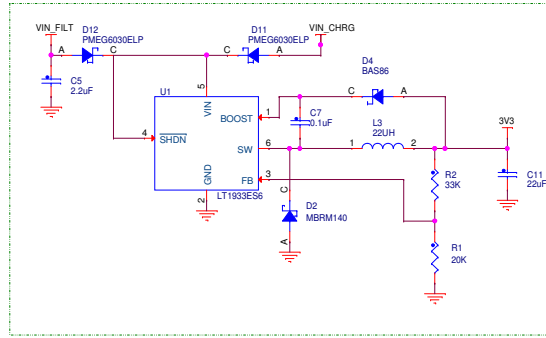 D12
PMEG6030ELP
D11
PMEG6030ELP
VIN_FILT
VIN_CHRG
A
C
C
A
C5
2.2uF
D4
BAS86
C
A
U1
5
VIN
BOOST
1
C7
0.1uF
L3
22UH
3V3
4
SHDN
SW
6
1
2
GND
FB
3
R2
33K
C11
22uF
2
LT1933ES6
C
D2
MBRM140
A
R1
20K